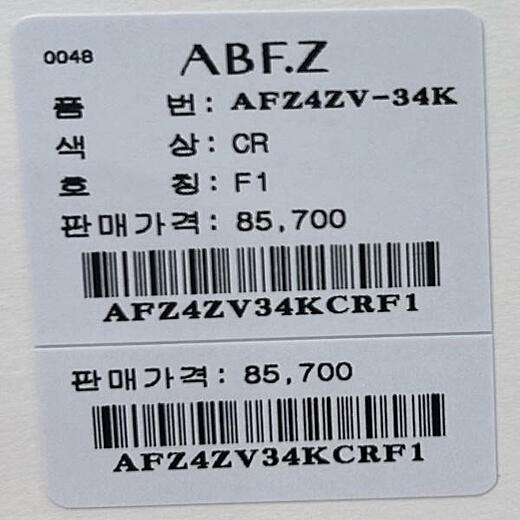 0048 ABF.Z
품 번: AFZ4ZV-34K
색 상: CR
호 칭: F1
판매가격: 85,700
AFZ4ZV34KCRF1
판매가격: 85,700
AFZ4ZV34KCRF1